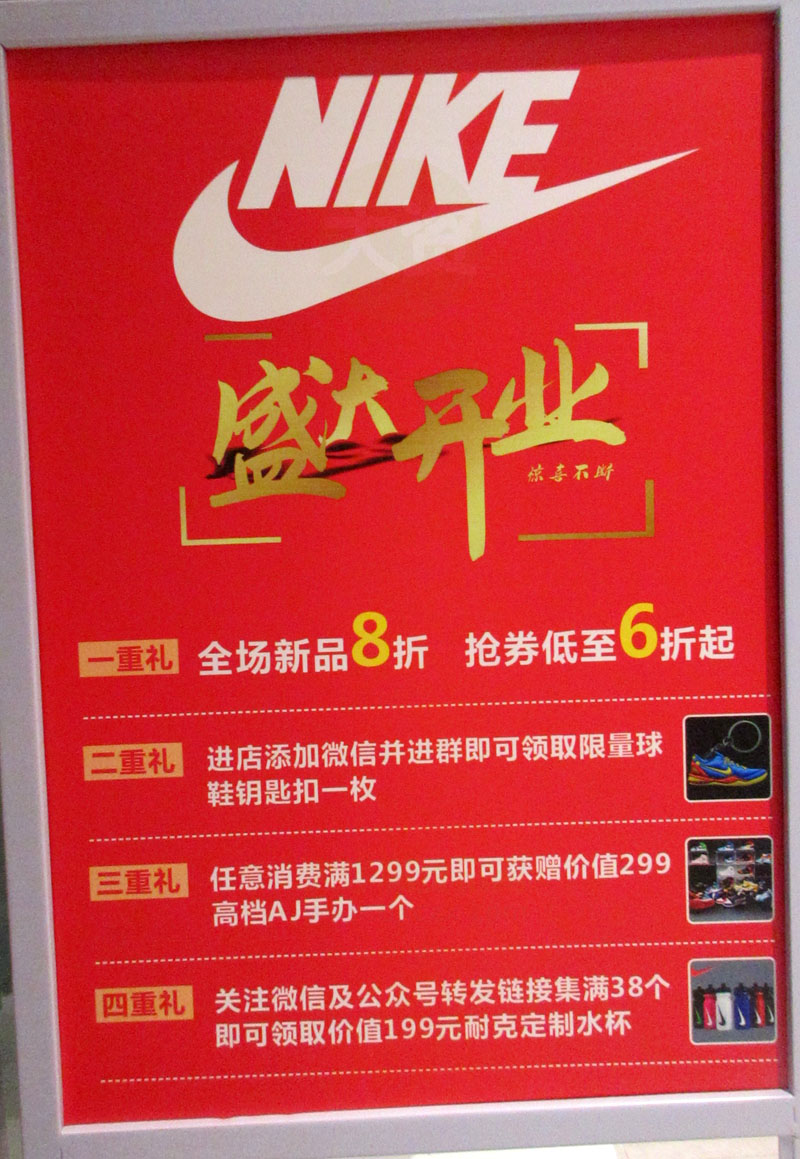 NIKE
盛大开业
惊喜不断
一重礼 全场新品8折 抢券低至6折起
二重礼 进店添加微信并进群即可领取限量球
鞋钥匙扣一枚
三重礼 任意消费满1299元即可获赠价值299
高档AJ手办一个
四重礼 关注微信及公众号转发链接集满38个
即可领取价值199元耐克定制水杯